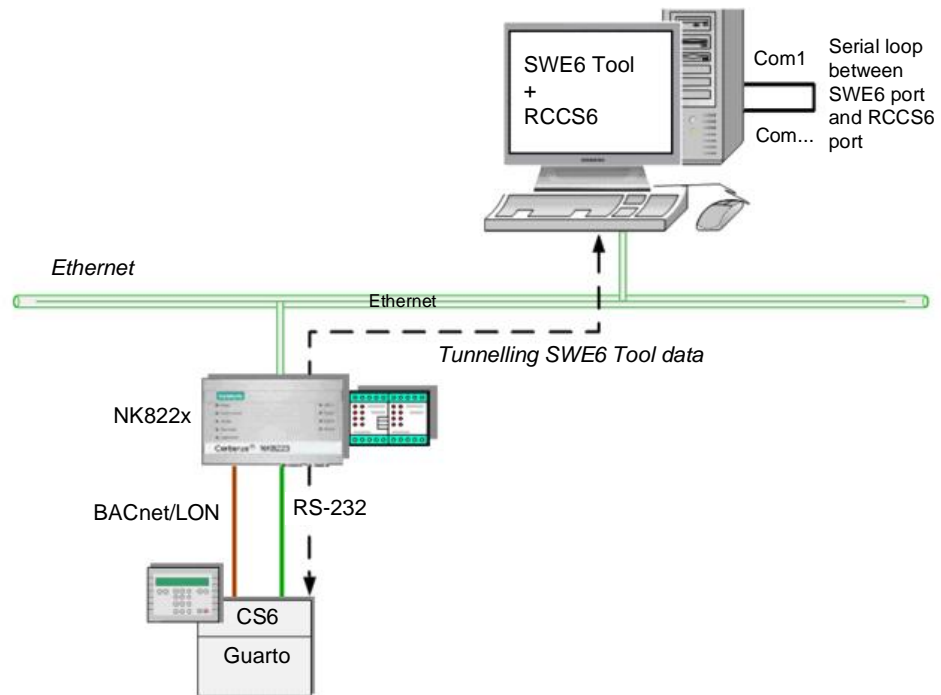 SWE6 Tool
+
RCCS6
Com1
Com...
Serial loop
between
SWE6 port
and RCCS6
port
Ethernet
Ethernet
Tunnelling SWE6 Tool data
NK822x
Cerberus® NK8223
BACnet/LON
RS-232
CS6
Guarto